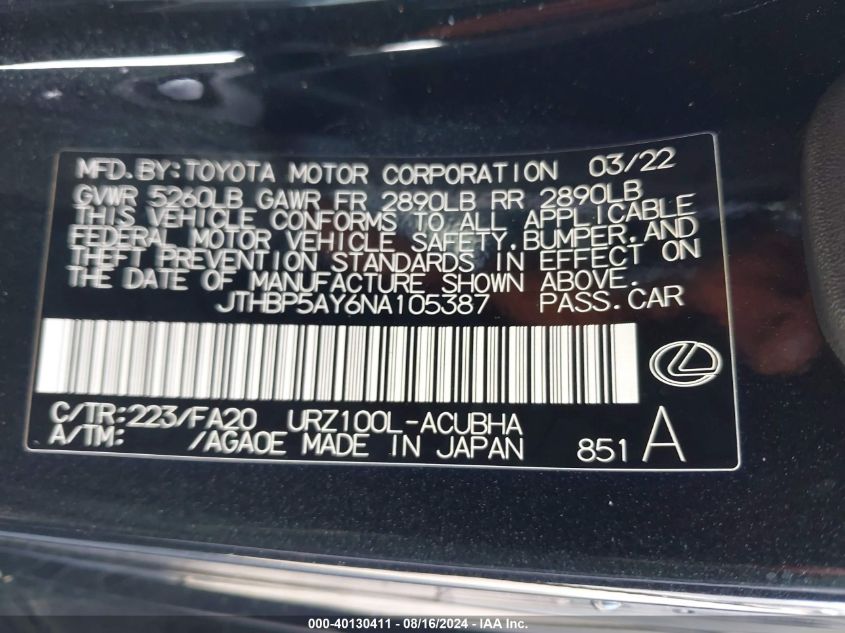 MFD.BY:TOYOTA MOTOR CORPORATION 03/22
GVWR 5260LB GAWR FR 2890LB RR 2890LB
THIS VEHICLE CONFORMS TO ALL APPLICABLE
FEDERAL MOTOR VEHICLE SAFETY,BUMPER,AND
THEFT PREVENTION STANDARDS IN EFFECT ON
THE DATE OF MANUFACTURE SHOWN ABOVE.
JTHBP5AY6NA105387 PASS.CAR
C/TR:223/FA20 URZ100L-ACUBHA
A/TM: /AGA0E MADE IN JAPAN 851 A
000-40130411 - 08/16/2024 - IAA Inc.